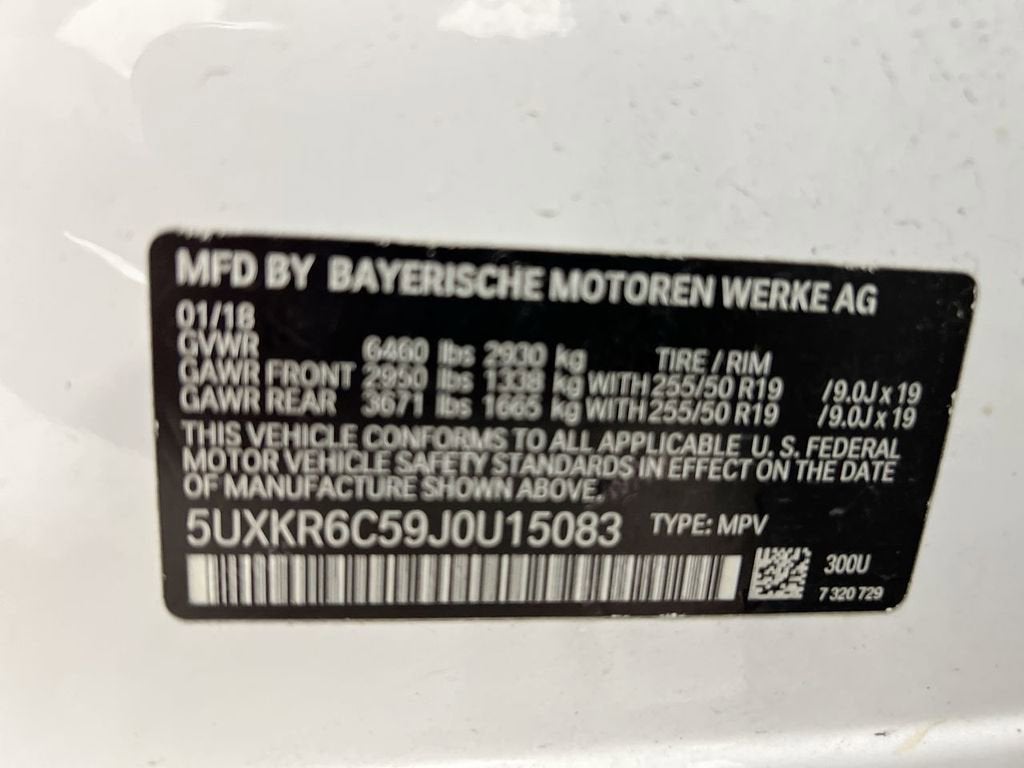 MFD BY BAYERISCHE MOTOREN WERKE AG
01/18
GVWR 6460 lbs 2930 kg TIRE / RIM
GAWR FRONT 2950 lbs 1338 kg WITH 255/50 R19 /9.0J x 19
GAWR REAR 3671 lbs 1665 kg WITH 255/50 R19 /9.0J x 19
THIS VEHICLE CONFORMS TO ALL APPLICABLE U. S. FEDERAL
MOTOR VEHICLE SAFETY STANDARDS IN EFFECT ON THE DATE
OF MANUFACTURE SHOWN ABOVE.
5UXKR6C59J0U15083 TYPE: MPV
300U
7 320 729